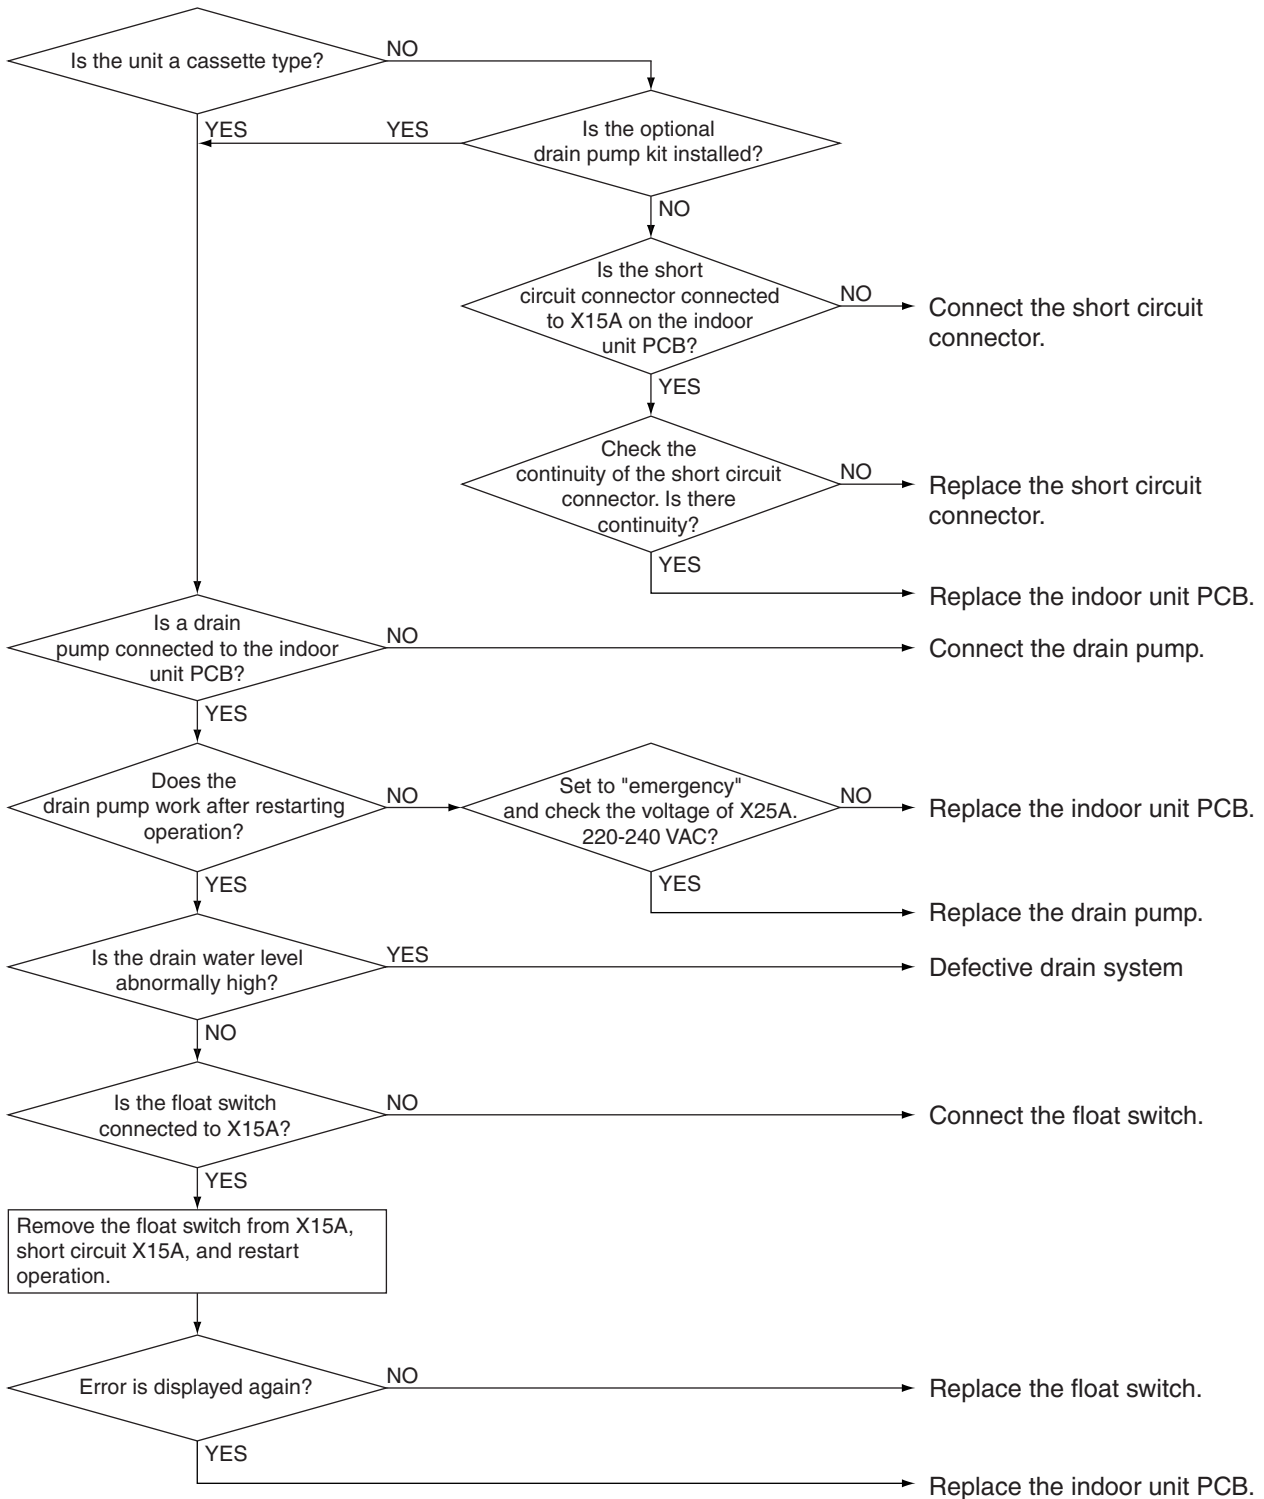 Is the unit a cassette type?
NO
YES
YES
Is the optional
drain pump kit installed?
NO
Is the short
circuit connector connected
to X15A on the indoor
unit PCB?
NO
Connect the short circuit
connector.
YES
Check the
continuity of the short circuit
connector. Is there
continuity?
NO
Replace the short circuit
connector.
YES
Replace the indoor unit PCB.
Is a drain
pump connected to the indoor
unit PCB?
NO
Connect the drain pump.
YES
Does the
drain pump work after restarting
operation?
NO
Set to "emergency"
and check the voltage of X25A.
220-240 VAC?
NO
Replace the indoor unit PCB.
YES
YES
Replace the drain pump.
Is the drain water level
abnormally high?
YES
Defective drain system
NO
Is the float switch
connected to X15A?
NO
Connect the float switch.
YES
Remove the float switch from X15A,
short circuit X15A, and restart
operation.
Error is displayed again?
NO
Replace the float switch.
YES
Replace the indoor unit PCB.